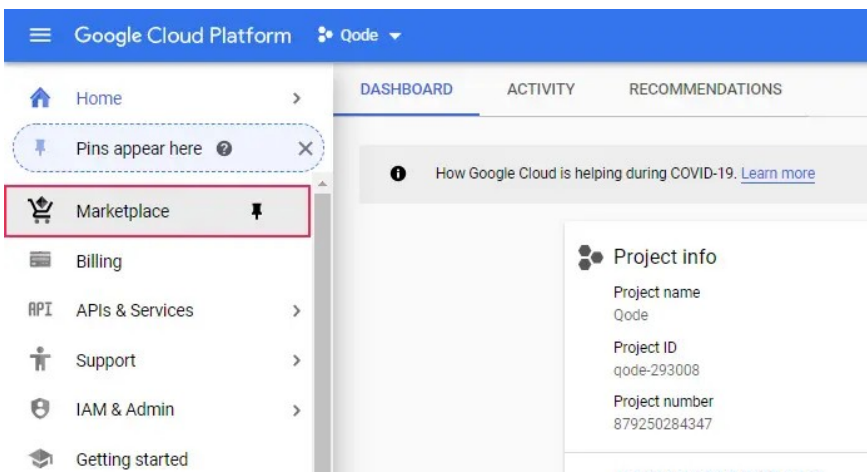 Google Cloud Platform Qode
Home
Pins appear here
Marketplace
Billing
API APIs & Services
Support
IAM & Admin
Getting started
DASHBOARD ACTIVITY RECOMMENDATIONS
How Google Cloud is helping during COVID-19. Learn more
Project info
Project name
Qode
Project ID
qode-293008
Project number
879250284347